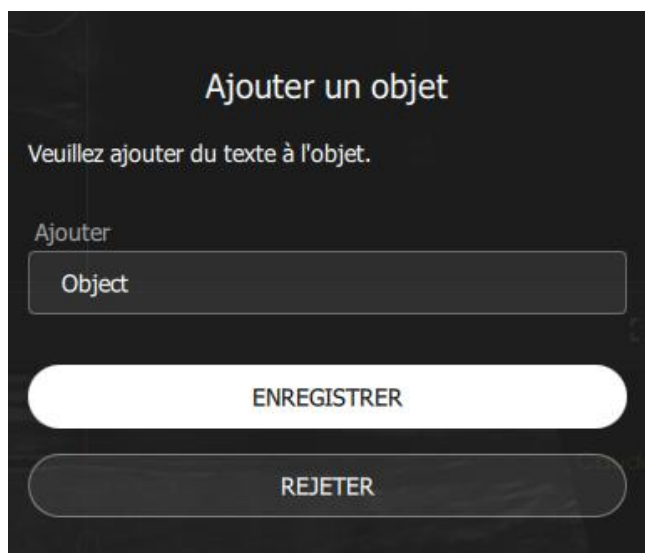 Ajouter un objet
Veuillez ajouter du texte à l'objet.
Ajouter
Object
ENREGISTRER
REJETER